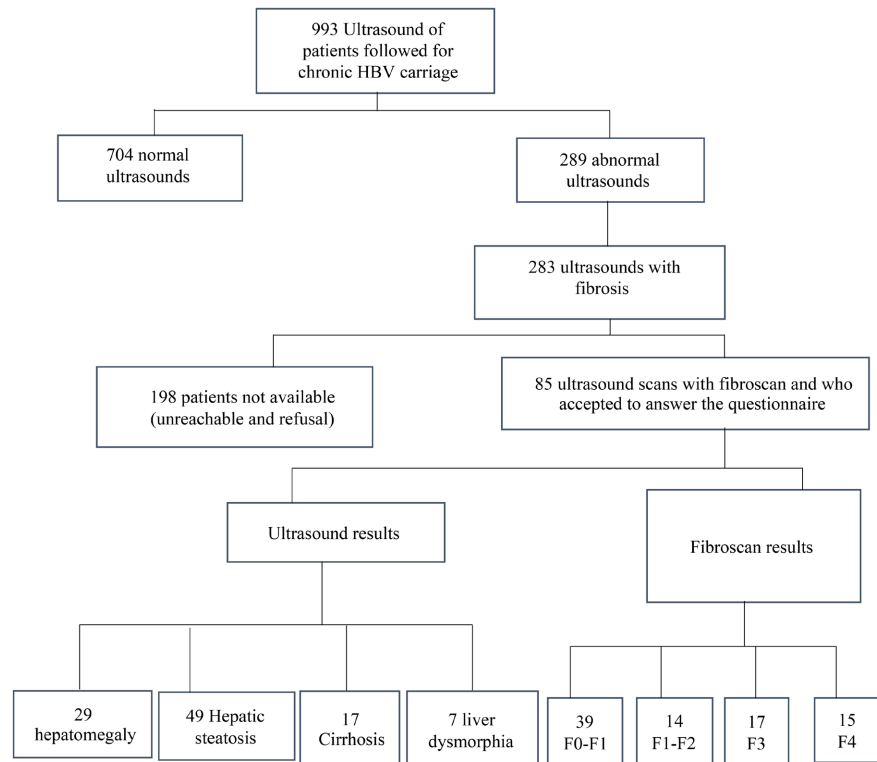 993 Ultrasound of
patients followed for
chronic HBV carriage
704 normal
ultrasounds
289 abnormal
ultrasounds
283 ultrasounds with
fibrosis
198 patients not available
(unreachable and refusal)
85 ultrasound scans with fibroscan and who
accepted to answer the questionnaire
Ultrasound results
Fibroscan results
29
hepatomegaly
49 Hepatic
steatosis
17
Cirrhosis
7 liver
dysmorphia
39
F0-F1
14
F1-F2
17
F3
15
F4